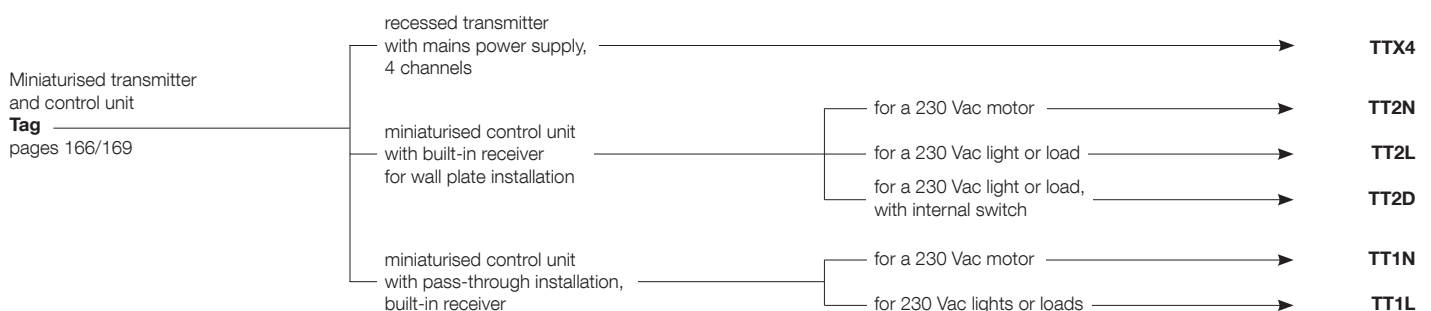 Miniaturised transmitter
and control unit
Tag
pages 166/169
recessed transmitter
with mains power supply,
4 channels
TTX4
miniaturised control unit
with built-in receiver
for wall plate installation
for a 230 Vac motor
TT2N
for a 230 Vac light or load
TT2L
for a 230 Vac light or load,
with internal switch
TT2D
miniaturised control unit
with pass-through installation,
built-in receiver
for a 230 Vac motor
TT1N
for 230 Vac lights or loads
TT1L